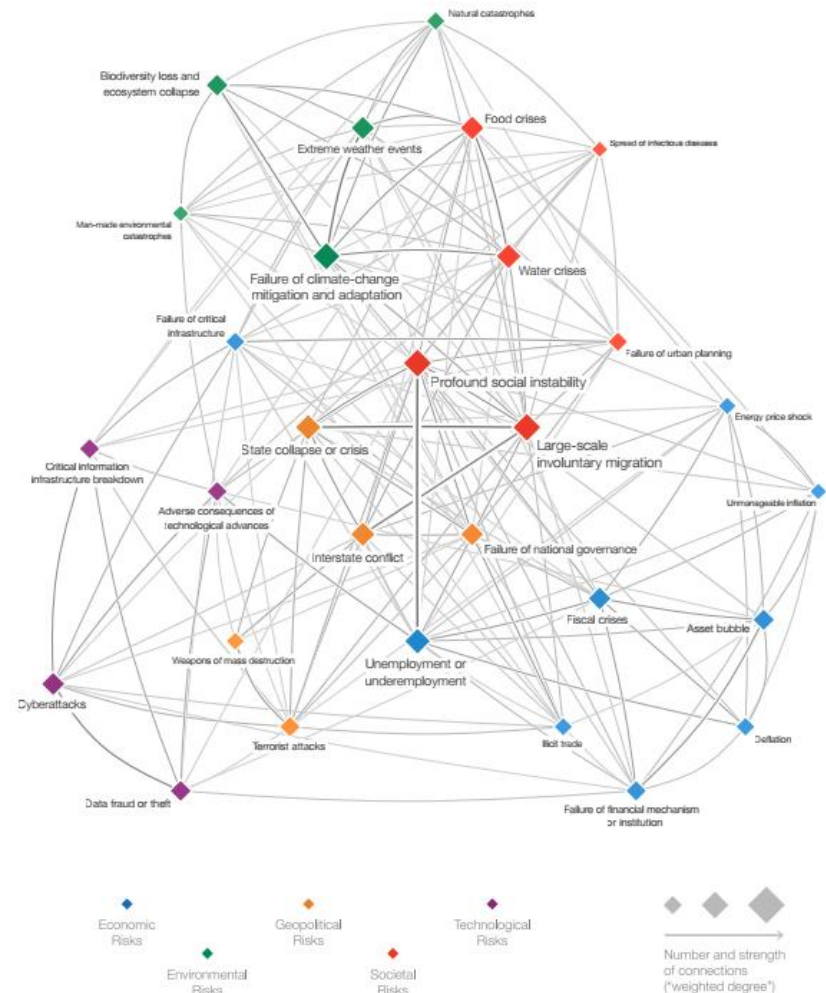 Natural catastrophes
Biodiversity loss and
ecosystem collapse
Food crises
Extreme weather events
Spread of infectious diseases
Man-made environmental
catastrophes
Water crises
Failure of climate-change
mitigation and adaptation
Failure of critical
infrastructure
Failure of urban planning
Profound social instability
Energy price shock
State collapse or crisis
Large-scale
involuntary migration
Critical information
infrastructure breakdown
Unmanageable inflation
Adverse consequences of
technological advances
Interstate conflict
Failure of national governance
Fiscal crises
Asset bubble
Weapons of mass destruction
Unemployment or
underemployment
Cyberattacks
Terrorist attacks
Illicit trade
Deflation
Data fraud or theft
Failure of financial mechanism
or institution
Economic
Risks
Geopolitical
Risks
Technological
Risks
Environmental
Risks
Societal
Risks
Number and strength
of connections
("weighted degree")